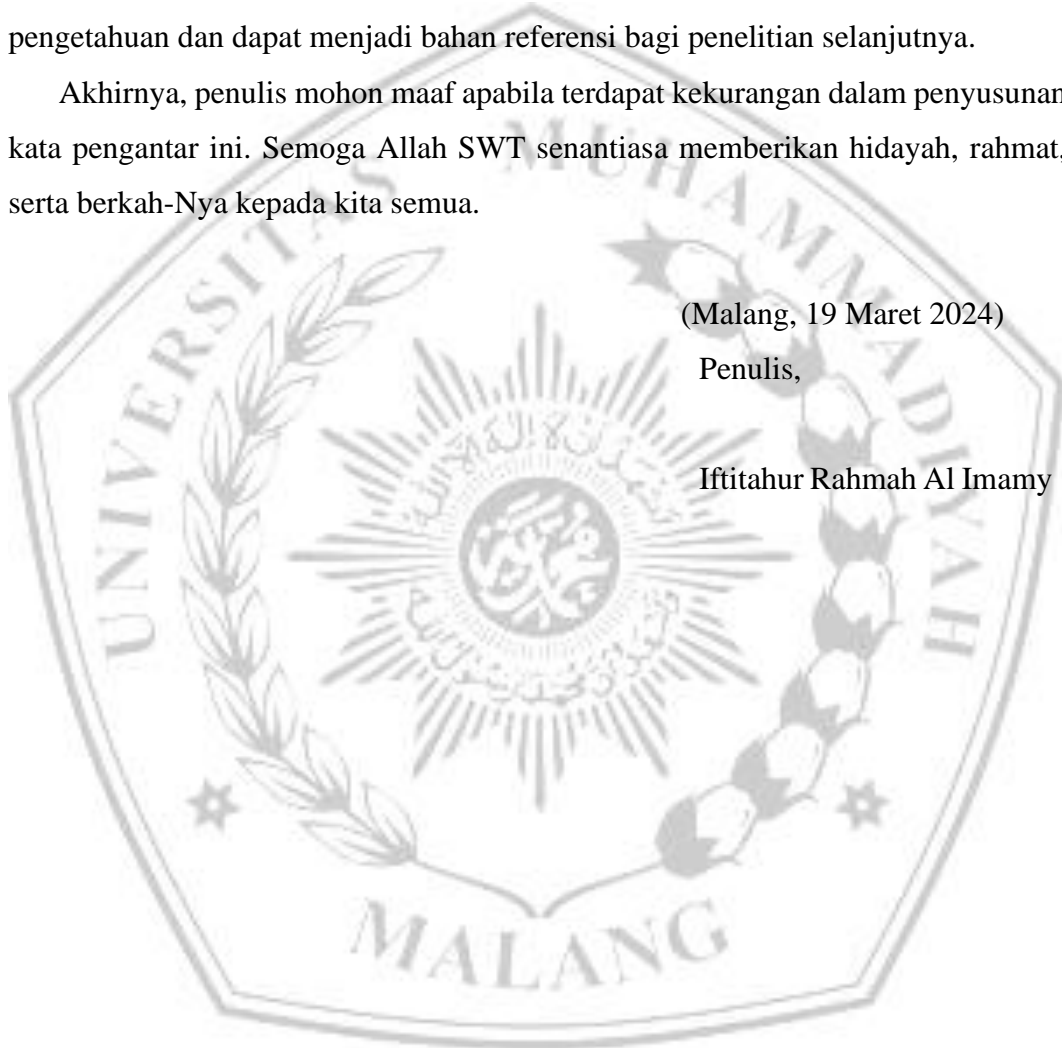 pengetahuan dan dapat menjadi bahan referensi bagi penelitian selanjutnya.
Akhirnya, penulis mohon maaf apabila terdapat kekurangan dalam penyusunan
kata pengantar ini. Semoga Allah SWT senantiasa memberikan hidayah, rahmat,
serta berkah-Nya kepada kita semua.
(Malang, 19 Maret 2024)
Penulis,
Iftitahur Rahmah Al Imamy
UNIVERSITAS MUHAMMADIYAH
MALANG